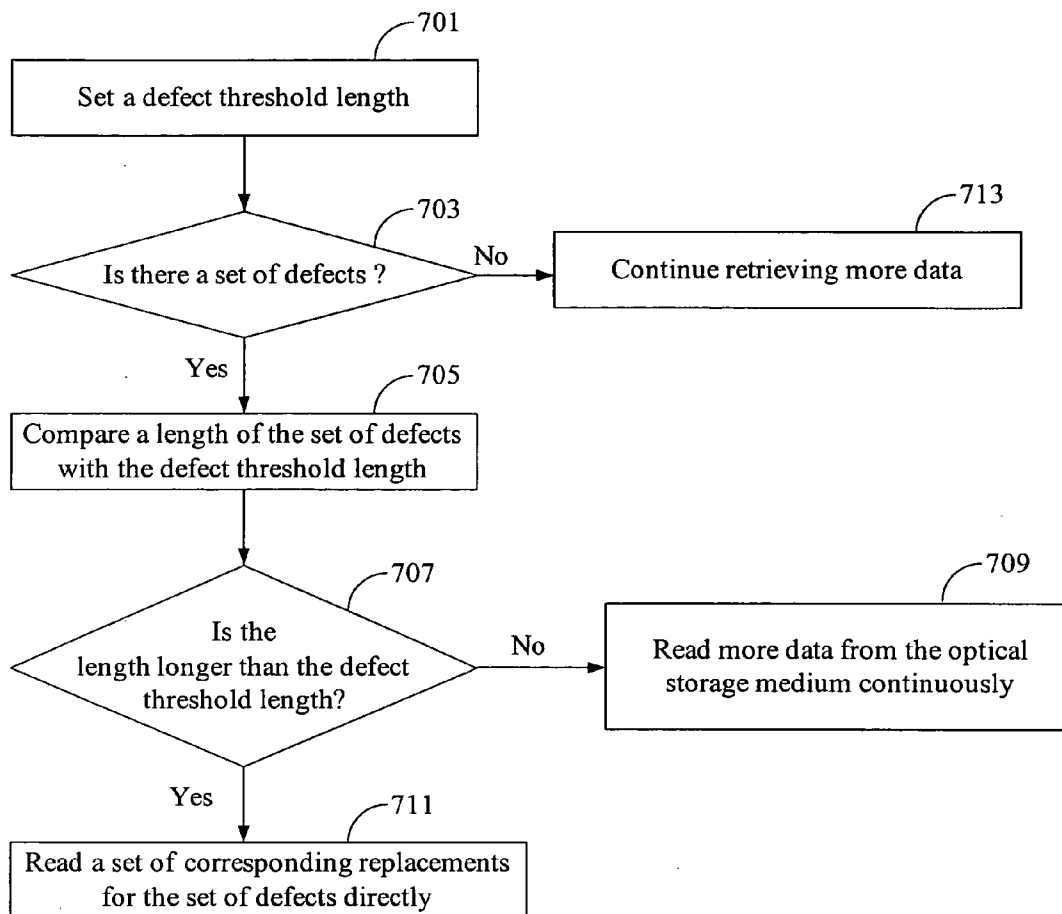 701
Set a defect threshold length
703
Is there a set of defects ?
No
713
Continue retrieving more data
Yes
705
Compare a length of the set of defects
with the defect threshold length
707
Is the
length longer than the defect
threshold length?
No
709
Read more data from the optical
storage medium continuously
Yes
711
Read a set of corresponding replacements
for the set of defects directly